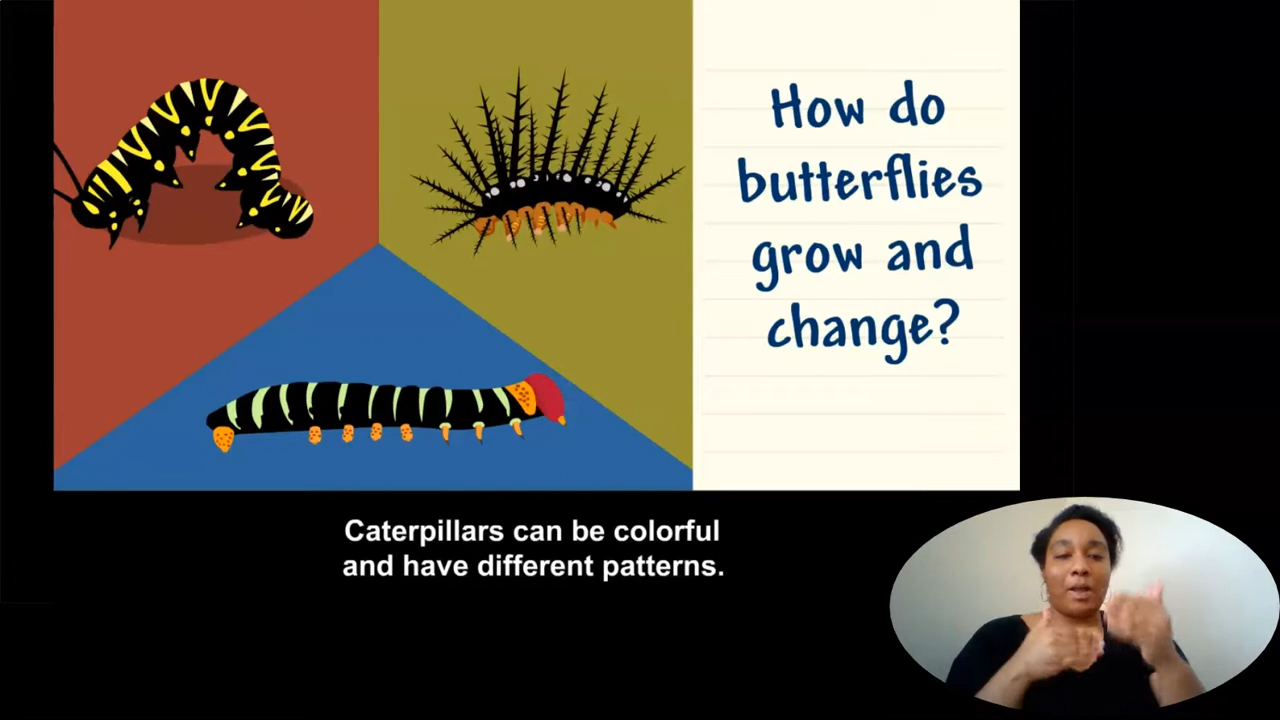 How do
butterflies
grow and
change?
Caterpillars can be colorful
and have different patterns.